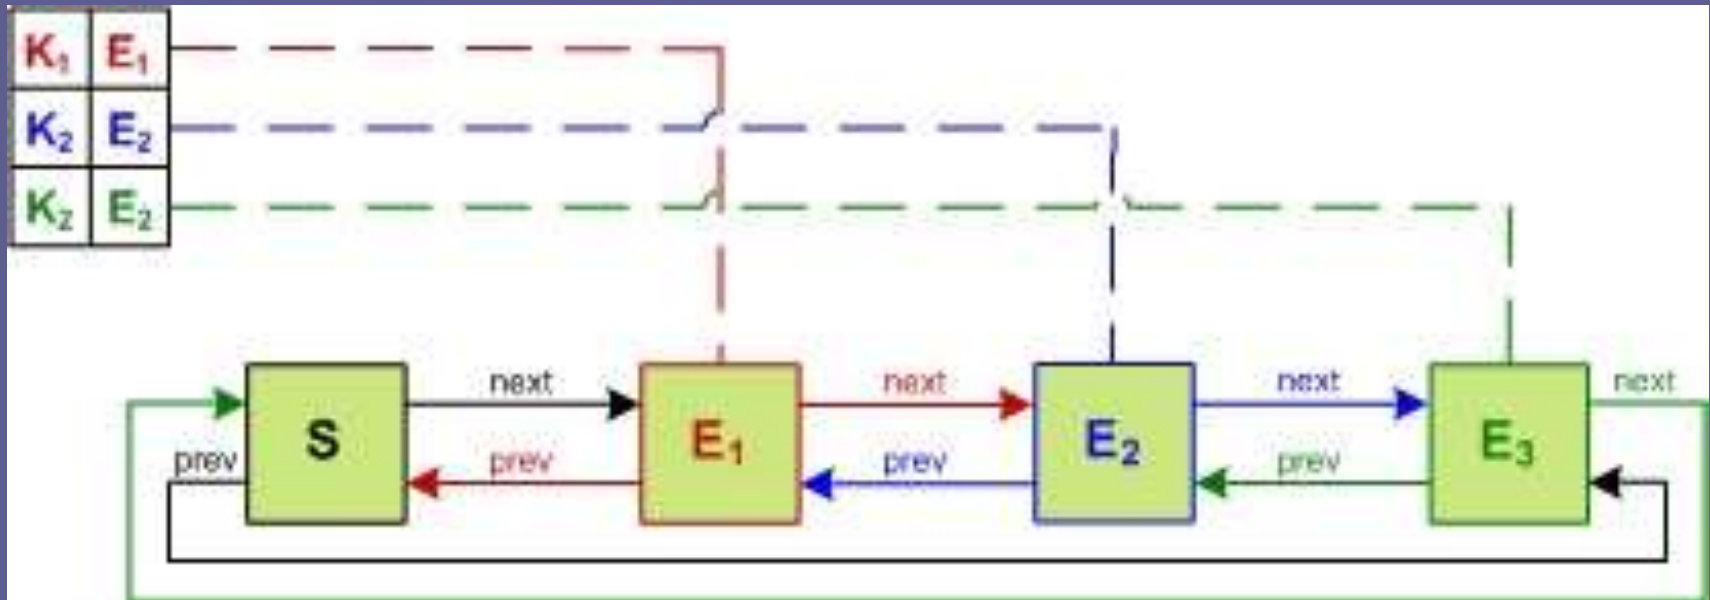 K₁ E₁
K₂ E₂
K₂ E₂
next next next next
S E₁ E₂ E₃
prev prev prev prev